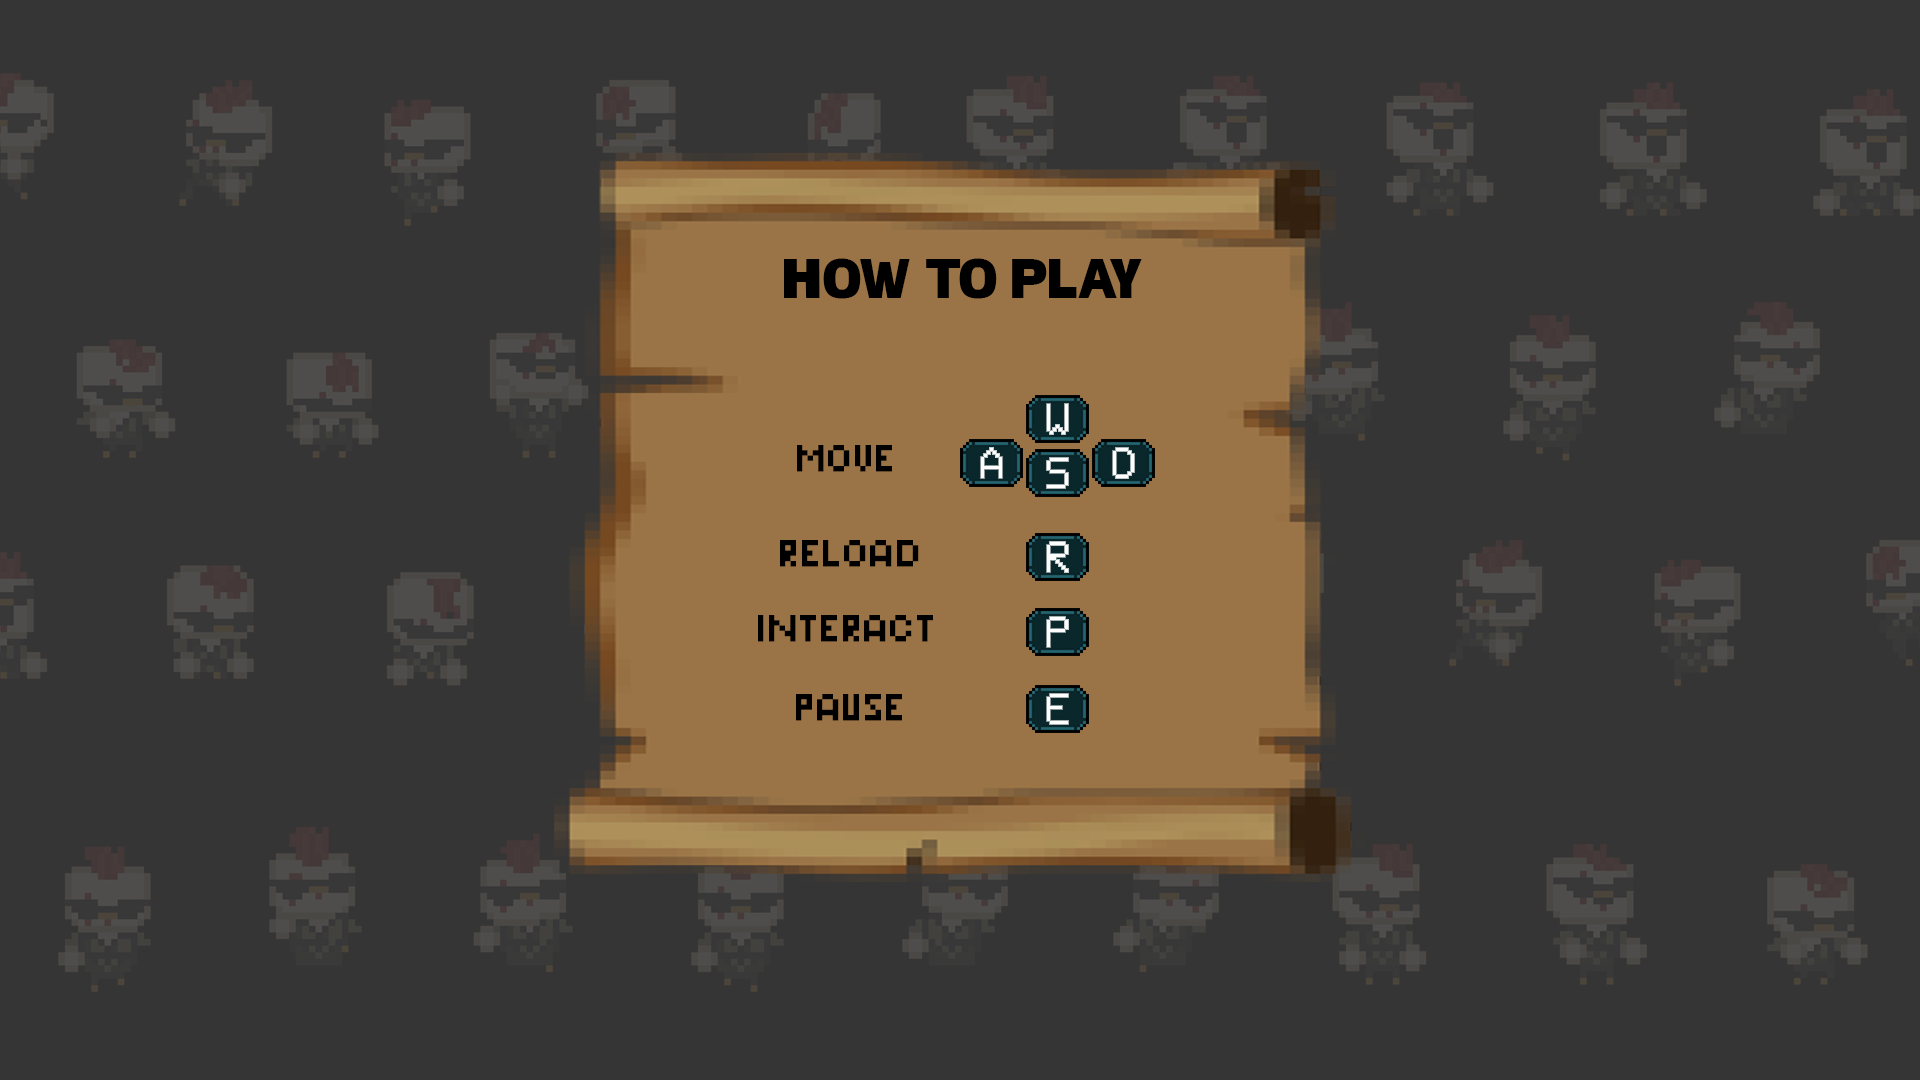 HOW TO PLAY
W
MOVE A S D
RELOAD R
INTERACT P
PAUSE E